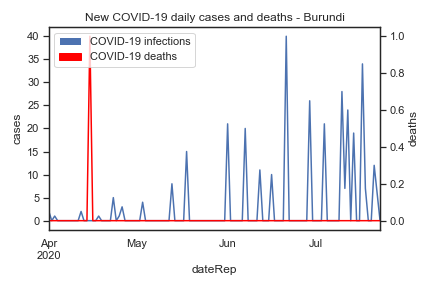 New COVID-19 daily cases and deaths - Burundi
COVID-19 infections
COVID-19 deaths
40
35
30
25
20
15
10
5
0
cases
1.0
0.8
0.6
0.4
0.2
0.0
deaths
Apr
2020
May
Jun
Jul
dateRep